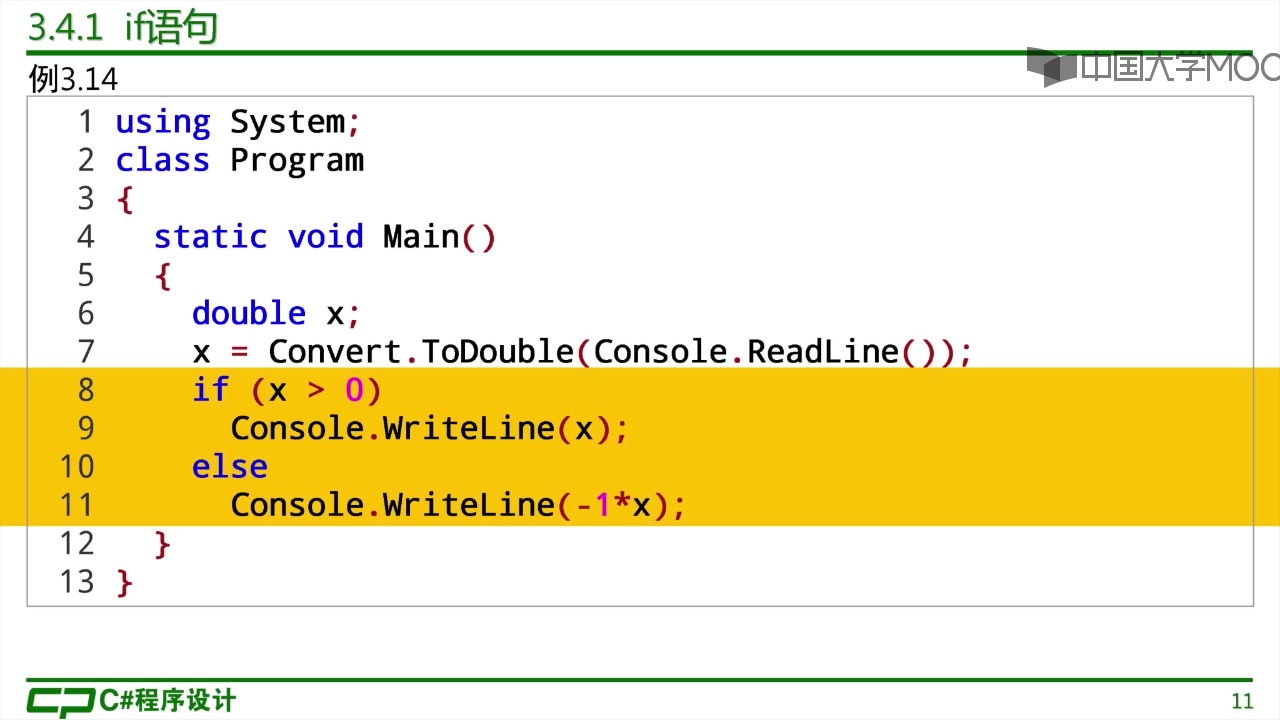 3.4.1 if语句
中国大学MOO
例3.14
1 using System;
2 class Program
3 {
4 static void Main()
5 {
6 double x;
7 x = Convert.ToDouble(Console.ReadLine());
8 if (x > 0)
9 Console.WriteLine(x);
10 else
11 Console.WriteLine(-1*x);
12 }
13 }
C#程序设计
11